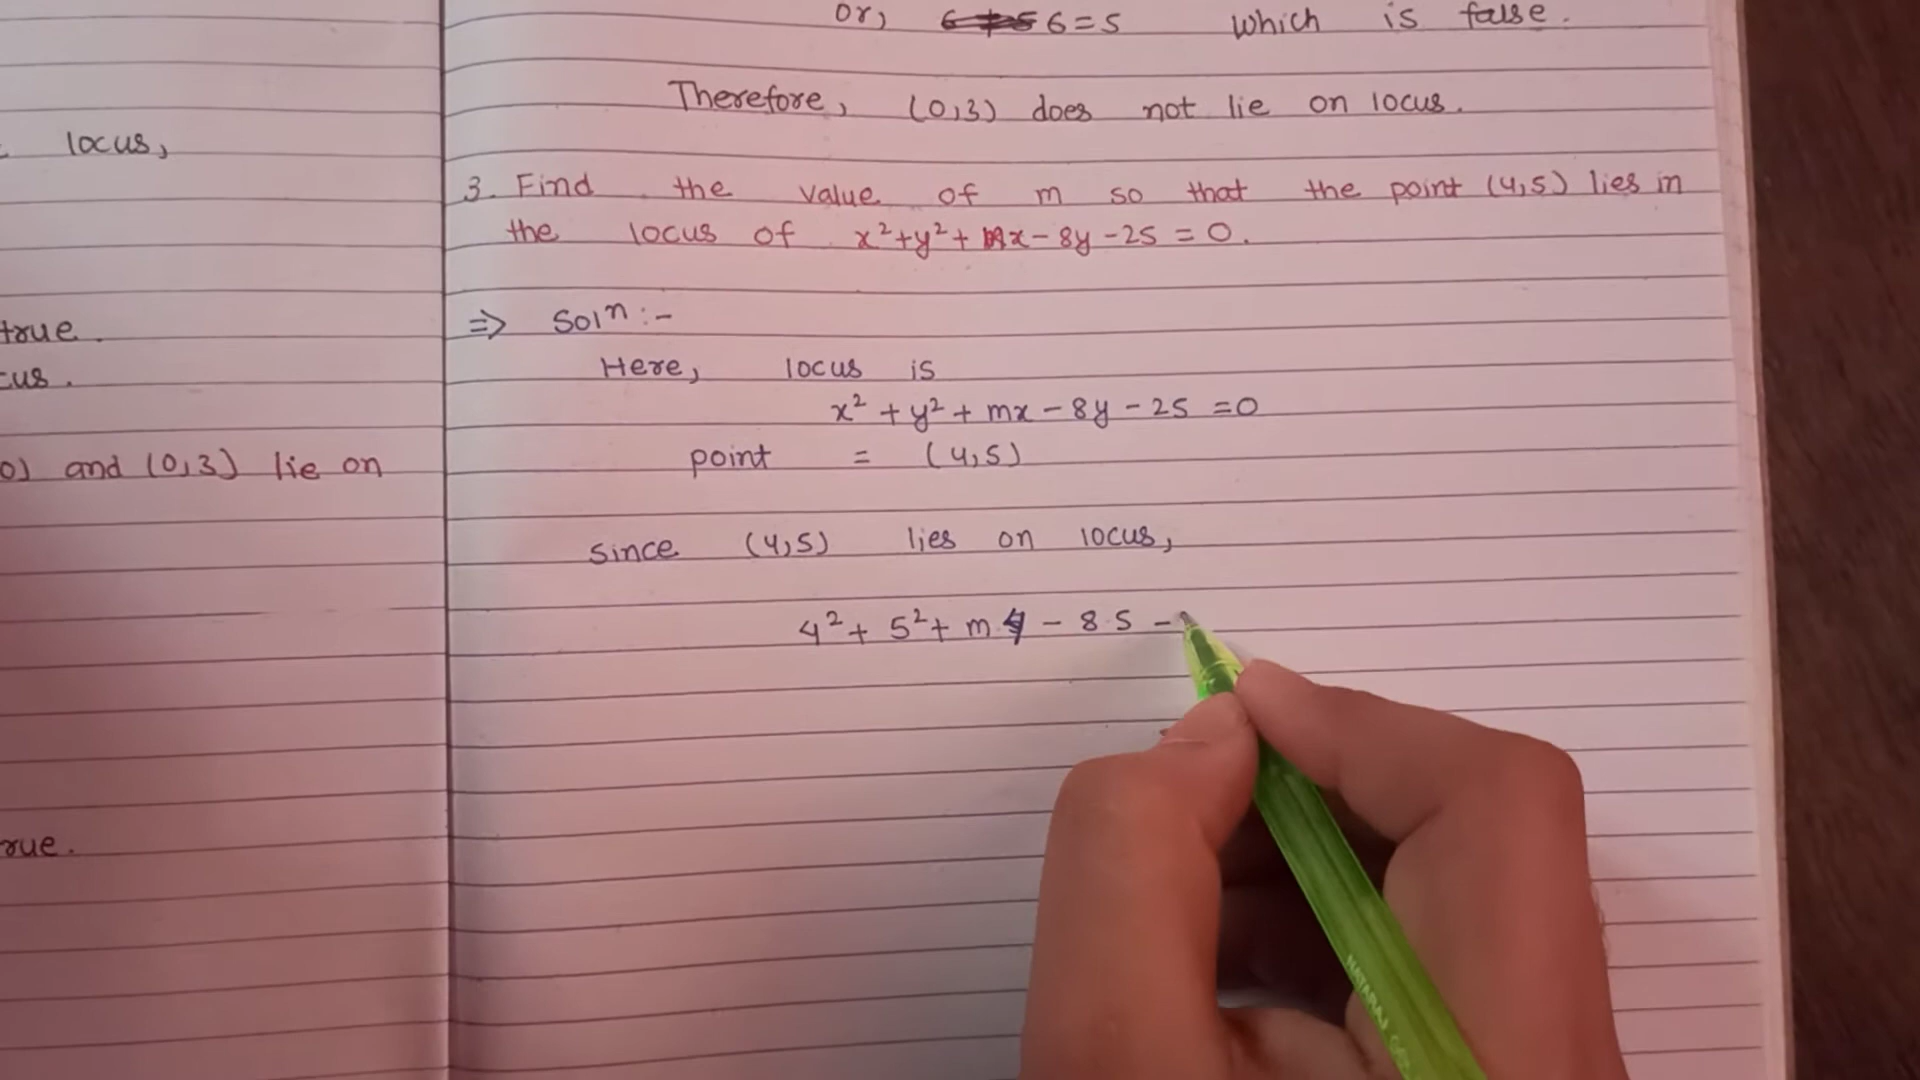 locus,
true.
cus.
0) and (0,3) lie on
rue.
or, 6=5 which is false.
Therefore, (0,3) does not lie on locus.
3. Find the value of m so that the point (4,5) lies in
the locus of x²+y²+mx-8y-25=0.
⇒ Solⁿ:-
Here, locus is
x² + y² + mx - 8y - 25 = 0
point = (4,5)
since (4,5) lies on locus,
4² + 5² + m.4 - 8.5 -
NATARAJ